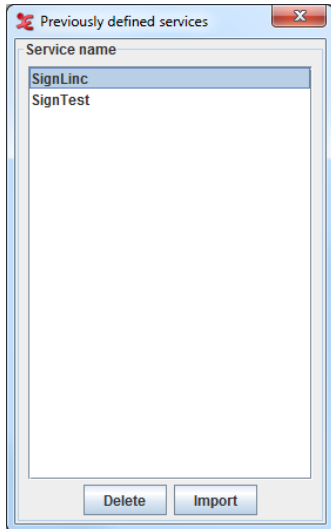 Previously defined services
Service name
SignLinc
SignTest
Delete Import